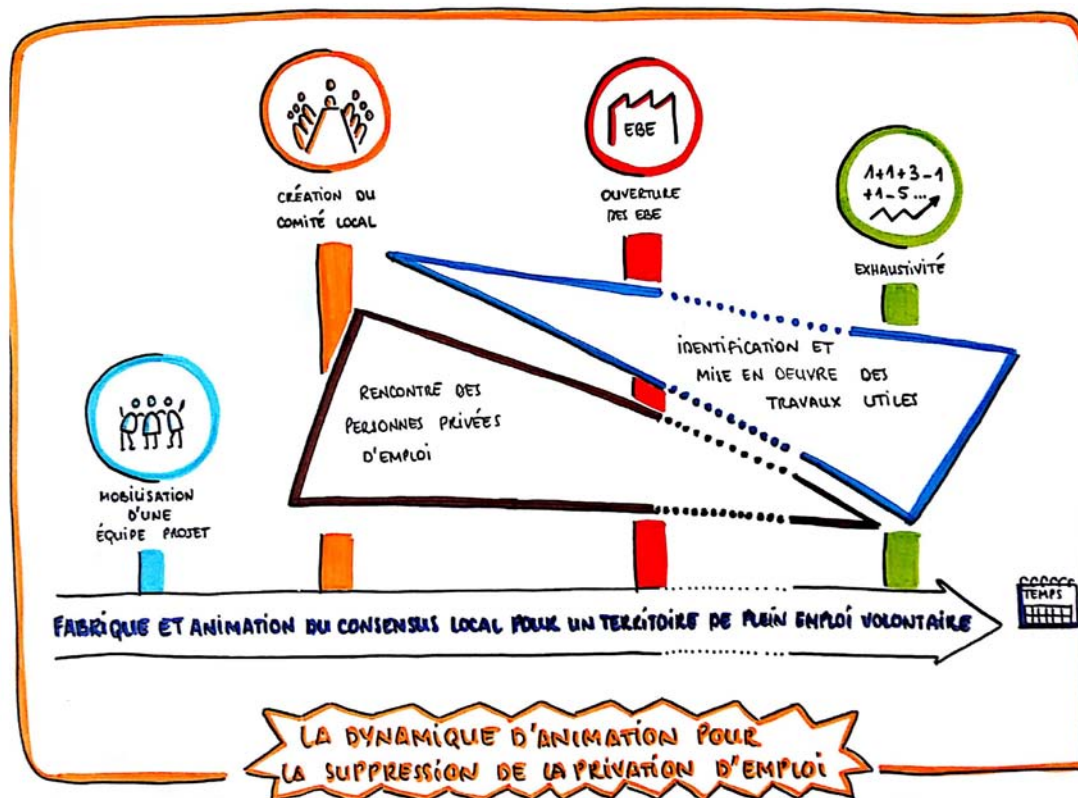 CRÉATION DU
COMITÉ LOCAL
EBE
OUVERTURE
DES EBE
1+1+3-1
+1-5...
EXHAUSTIVITÉ
MOBILISATION
D'UNE
ÉQUIPE PROJET
RENCONTRE DES
PERSONNES PRIVÉES
D'EMPLOI
IDENTIFICATION ET
MISE EN OEUVRE DES
TRAVAUX UTILES
TEMPS
FABRIQUE ET ANIMATION DU CONSENSUS LOCAL POUR UN TERRITOIRE DE PLEIN EMPLOI VOLONTAIRE
LA DYNAMIQUE D'ANIMATION POUR
LA SUPPRESSION DE LA PRIVATION D'EMPLOI